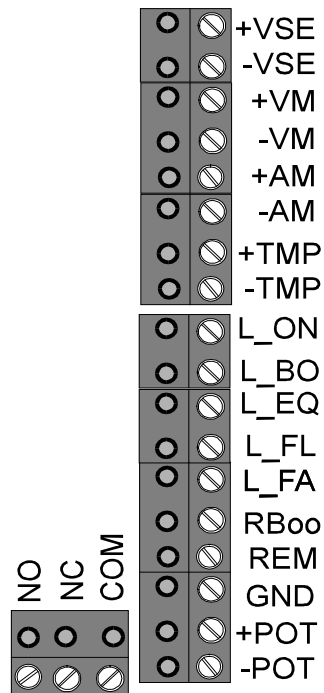 +VSE
-VSE
+VM
-VM
+AM
-AM
+TMP
-TMP
L_ON
L_BO
L_EQ
L_FL
L_FA
RBoo
REM
GND
+POT
-POT
NO
NC
COM